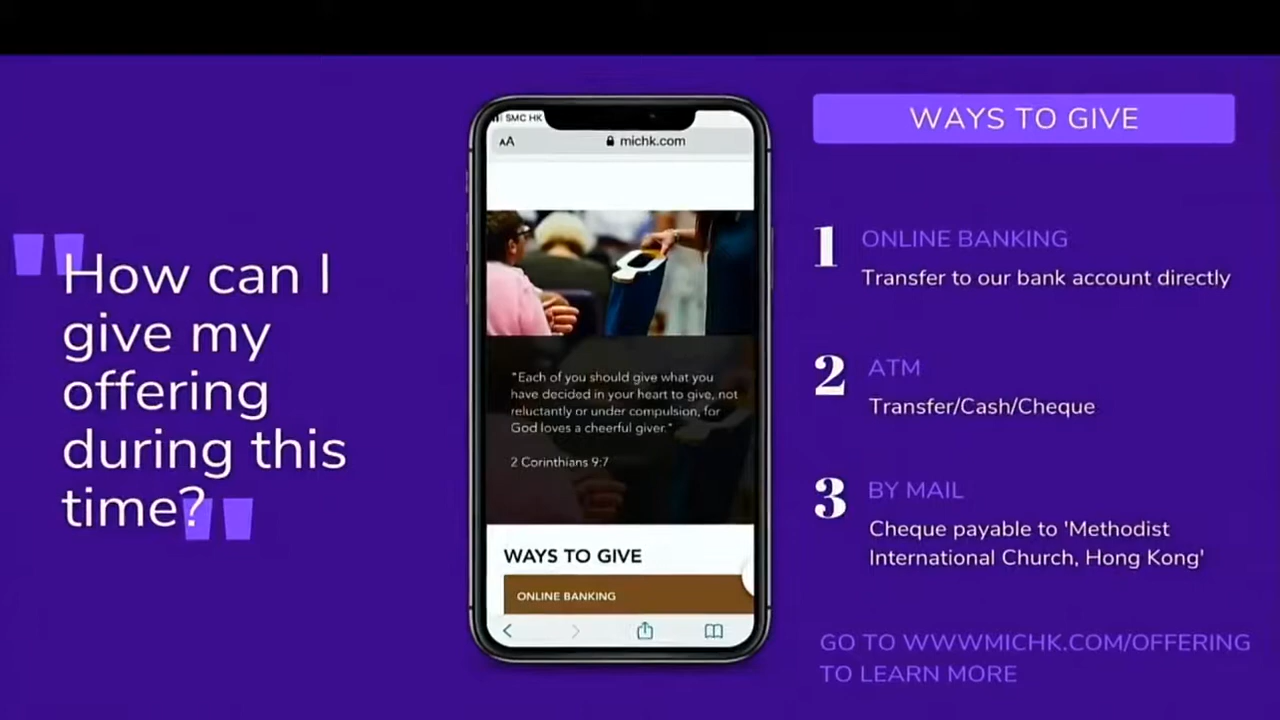 How can I
give my
offering
during this
time?
SMC HK
AA
michk.com
"Each of you should give what you
have decided in your heart to give, not
reluctantly or under compulsion, for
God loves a cheerful giver."
2 Corinthians 9:7
WAYS TO GIVE
ONLINE BANKING
WAYS TO GIVE
1 ONLINE BANKING
Transfer to our bank account directly
2 ATM
Transfer/Cash/Cheque
3 BY MAIL
Cheque payable to 'Methodist
International Church, Hong Kong'
GO TO WWWMICHK.COM/OFFERING
TO LEARN MORE